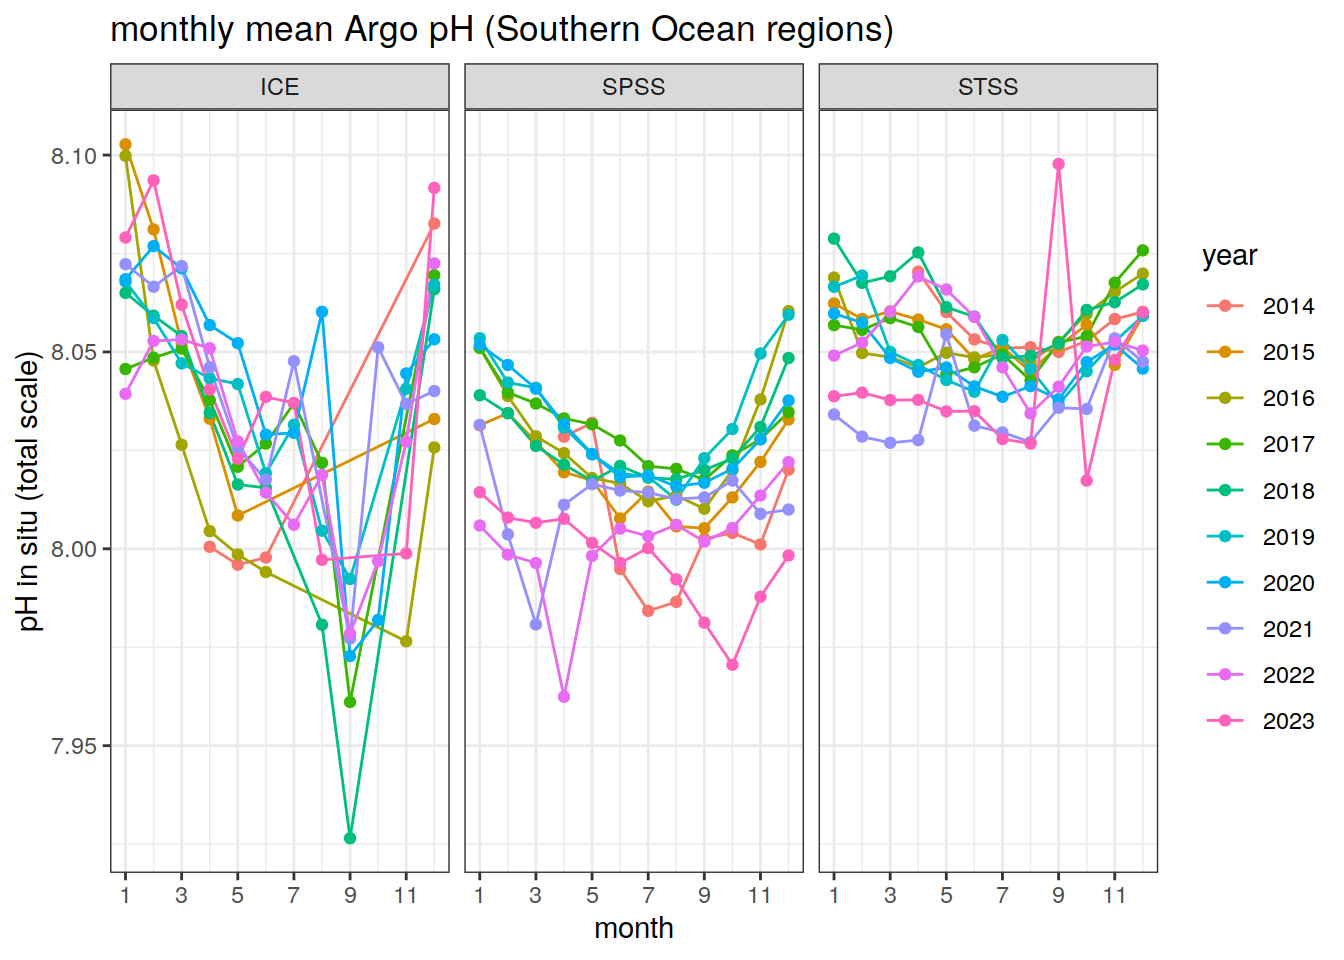 monthly mean Argo pH (Southern Ocean regions)
ICE
SPSS
STSS
pH in situ (total scale)
8.10
8.05
8.00
7.95
1 3 5 7 9 11
1 3 5 7 9 11
1 3 5 7 9 11
month
year
2014
2015
2016
2017
2018
2019
2020
2021
2022
2023